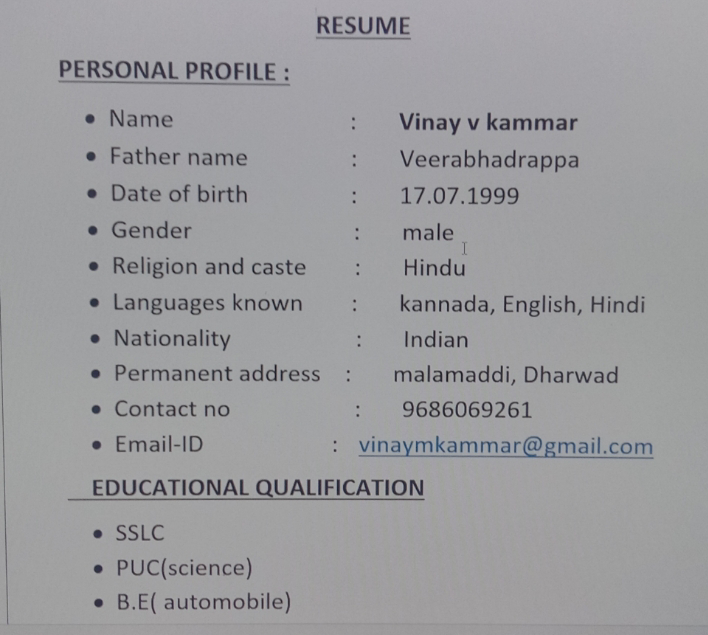 RESUME
PERSONAL PROFILE :
• Name : Vinay v kammar
• Father name : Veerabhadrappa
• Date of birth : 17.07.1999
• Gender : male
• Religion and caste : Hindu
• Languages known : kannada, English, Hindi
• Nationality : Indian
• Permanent address : malamaddi, Dharwad
• Contact no : 9686069261
• Email-ID : vinaymkammar@gmail.com
EDUCATIONAL QUALIFICATION
• SSLC
• PUC(science)
• B.E( automobile)